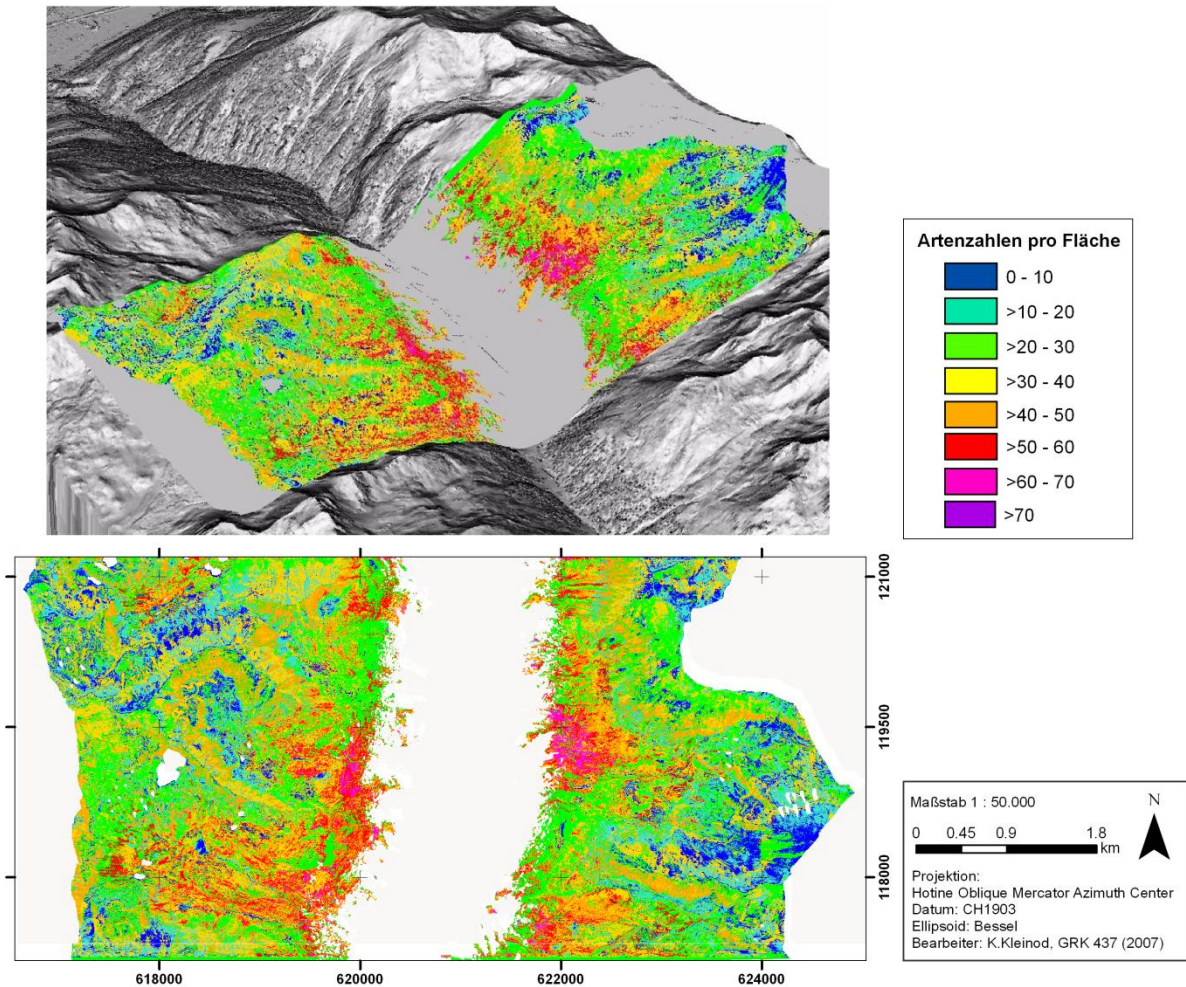 Artenzahlen pro Fläche
0 - 10
>10 - 20
>20 - 30
>30 - 40
>40 - 50
>50 - 60
>60 - 70
>70
121000
119500
118000
618000
620000
622000
624000
Maßstab 1 : 50.000
N
0 0.45 0.9 1.8
km
Projektion:
Hotine Oblique Mercator Azimuth Center
Datum: CH1903
Ellipsoid: Bessel
Bearbeiter: K.Kleinod, GRK 437 (2007)